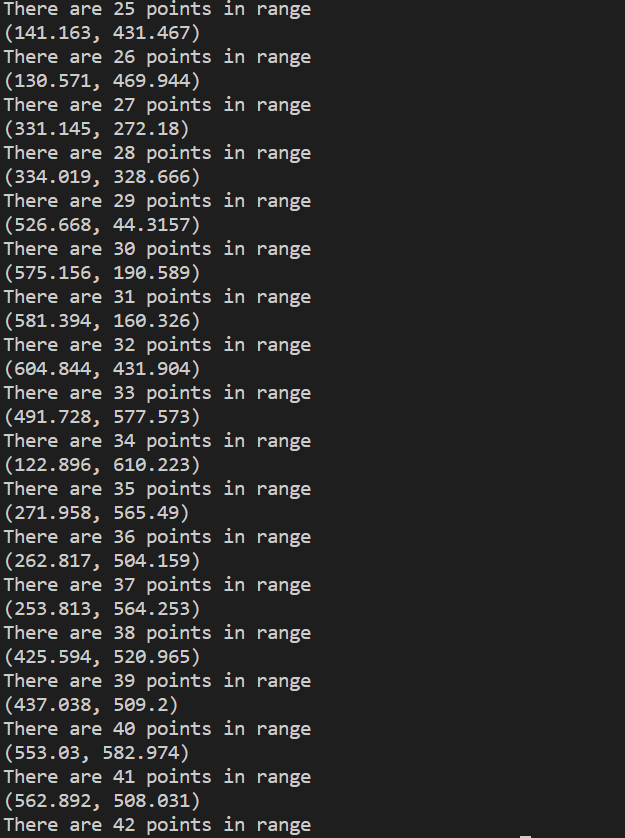 There are 25 points in range
(141.163, 431.467)
There are 26 points in range
(130.571, 469.944)
There are 27 points in range
(331.145, 272.18)
There are 28 points in range
(334.019, 328.666)
There are 29 points in range
(526.668, 44.3157)
There are 30 points in range
(575.156, 190.589)
There are 31 points in range
(581.394, 160.326)
There are 32 points in range
(604.844, 431.904)
There are 33 points in range
(491.728, 577.573)
There are 34 points in range
(122.896, 610.223)
There are 35 points in range
(271.958, 565.49)
There are 36 points in range
(262.817, 504.159)
There are 37 points in range
(253.813, 564.253)
There are 38 points in range
(425.594, 520.965)
There are 39 points in range
(437.038, 509.2)
There are 40 points in range
(553.03, 582.974)
There are 41 points in range
(562.892, 508.031)
There are 42 points in range